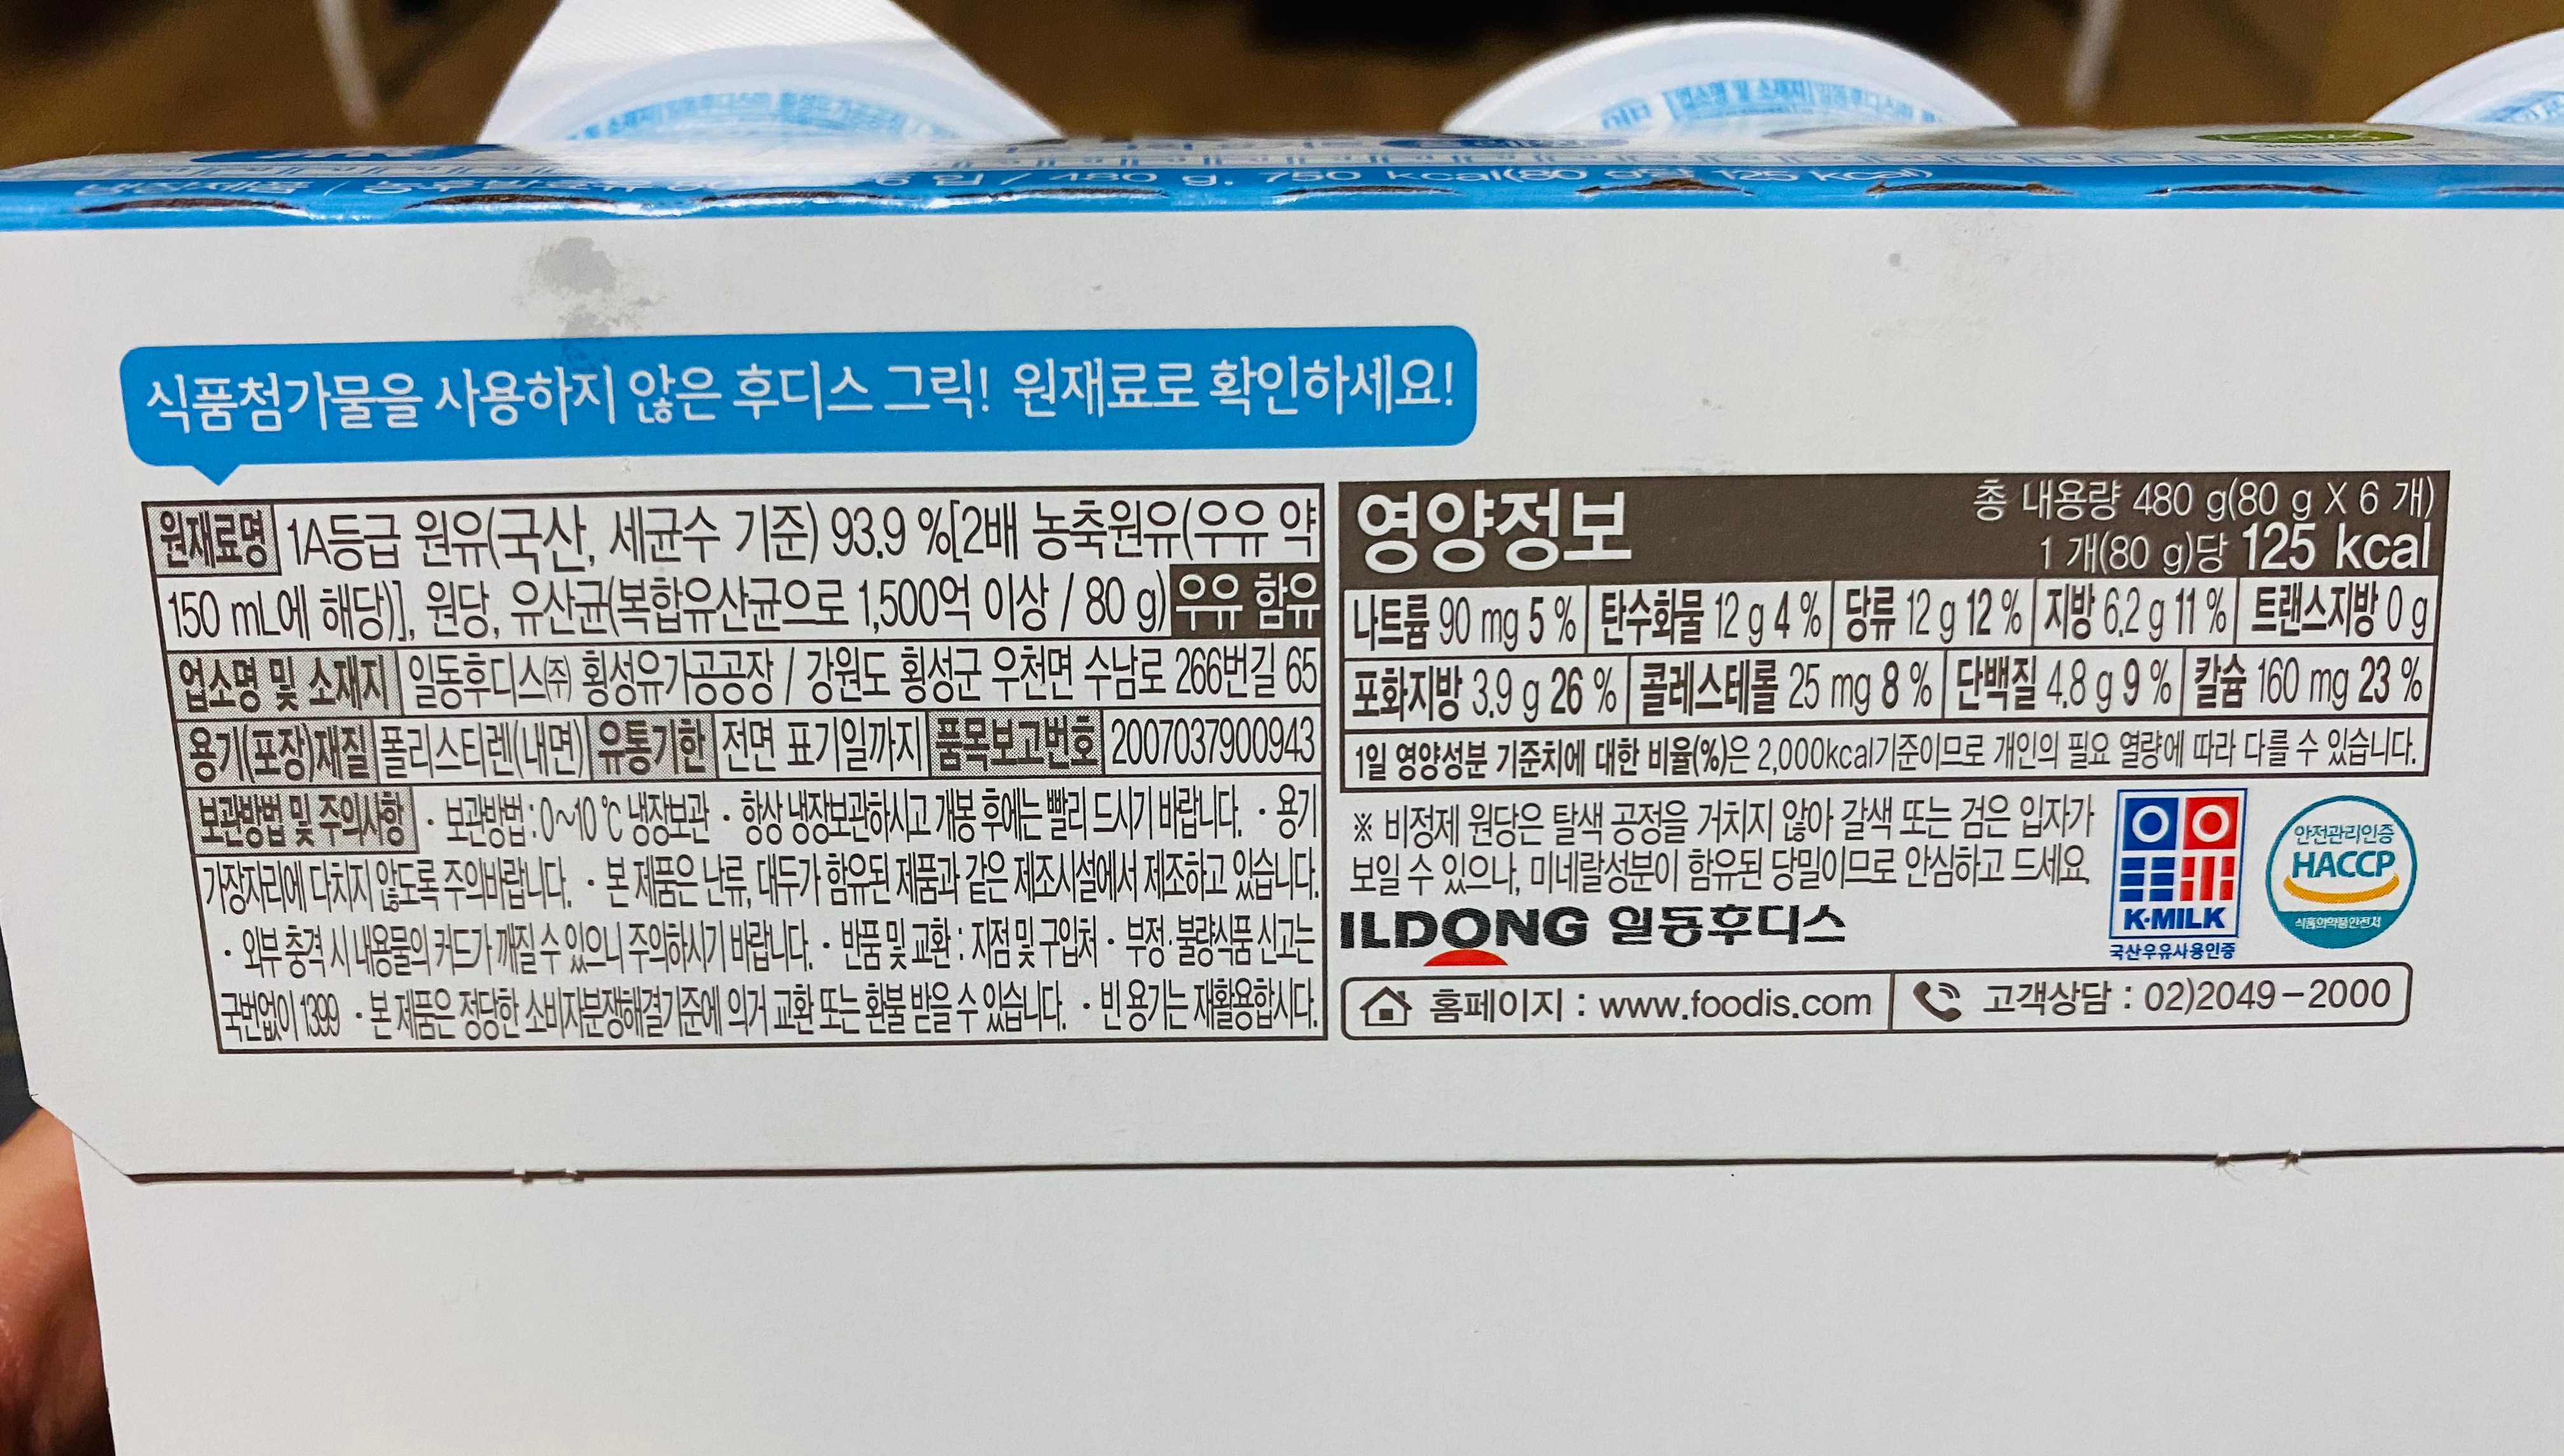 6 입 / 480 g, 750 kcal(80 g당 125 kcal)
식품첨가물을 사용하지 않은 후디스 그릭! 원재료로 확인하세요!
원재료명 1A등급 원유(국산, 세균수 기준) 93.9 %[2배 농축원유(우유 약
150 mL에 해당)], 원당, 유산균(복합유산균으로 1,500억 이상 / 80 g) 우유 함유
업소명 및 소재지 일동후디스㈜ 횡성유가공공장 / 강원도 횡성군 우천면 수남로 266번길 65
용기(포장)재질 폴리스티렌(내면) 유통기한 전면 표기일까지 품목보고번호 2007037900943
보관방법 및 주의사항 · 보관방법 : 0~10 ℃ 냉장보관 · 항상 냉장보관하시고 개봉 후에는 빨리 드시기 바랍니다. · 용기
가장자리에 다치지 않도록 주의바랍니다. · 본 제품은 난류, 대두가 함유된 제품과 같은 제조시설에서 제조하고 있습니다.
· 외부 충격 시 내용물의 커드가 깨질 수 있으니 주의하시기 바랍니다. · 반품 및 교환 : 지점 및 구입처 · 부정·불량식품 신고는
국번없이 1399 · 본 제품은 정당한 소비자분쟁해결기준에 의거 교환 또는 환불 받을 수 있습니다. · 빈 용기는 재활용합시다.
영양정보
총 내용량 480 g(80 g X 6 개)
1 개(80 g)당 125 kcal
나트륨 90 mg 5 % 탄수화물 12 g 4 % 당류 12 g 12 % 지방 6.2 g 11 % 트랜스지방 0 g
포화지방 3.9 g 26 % 콜레스테롤 25 mg 8 % 단백질 4.8 g 9 % 칼슘 160 mg 23 %
1일 영양성분 기준치에 대한 비율(%)은 2,000kcal기준이므로 개인의 필요 열량에 따라 다를 수 있습니다.
※ 비정제 원당은 탈색 공정을 거치지 않아 갈색 또는 검은 입자가
보일 수 있으나, 미네랄성분이 함유된 당밀이므로 안심하고 드세요.
K·MILK
국산우유사용인증
안전관리인증
HACCP
식품의약품안전처
ILDONG 일동후디스
홈페이지 : www.foodis.com
고객상담 : 02)2049-2000